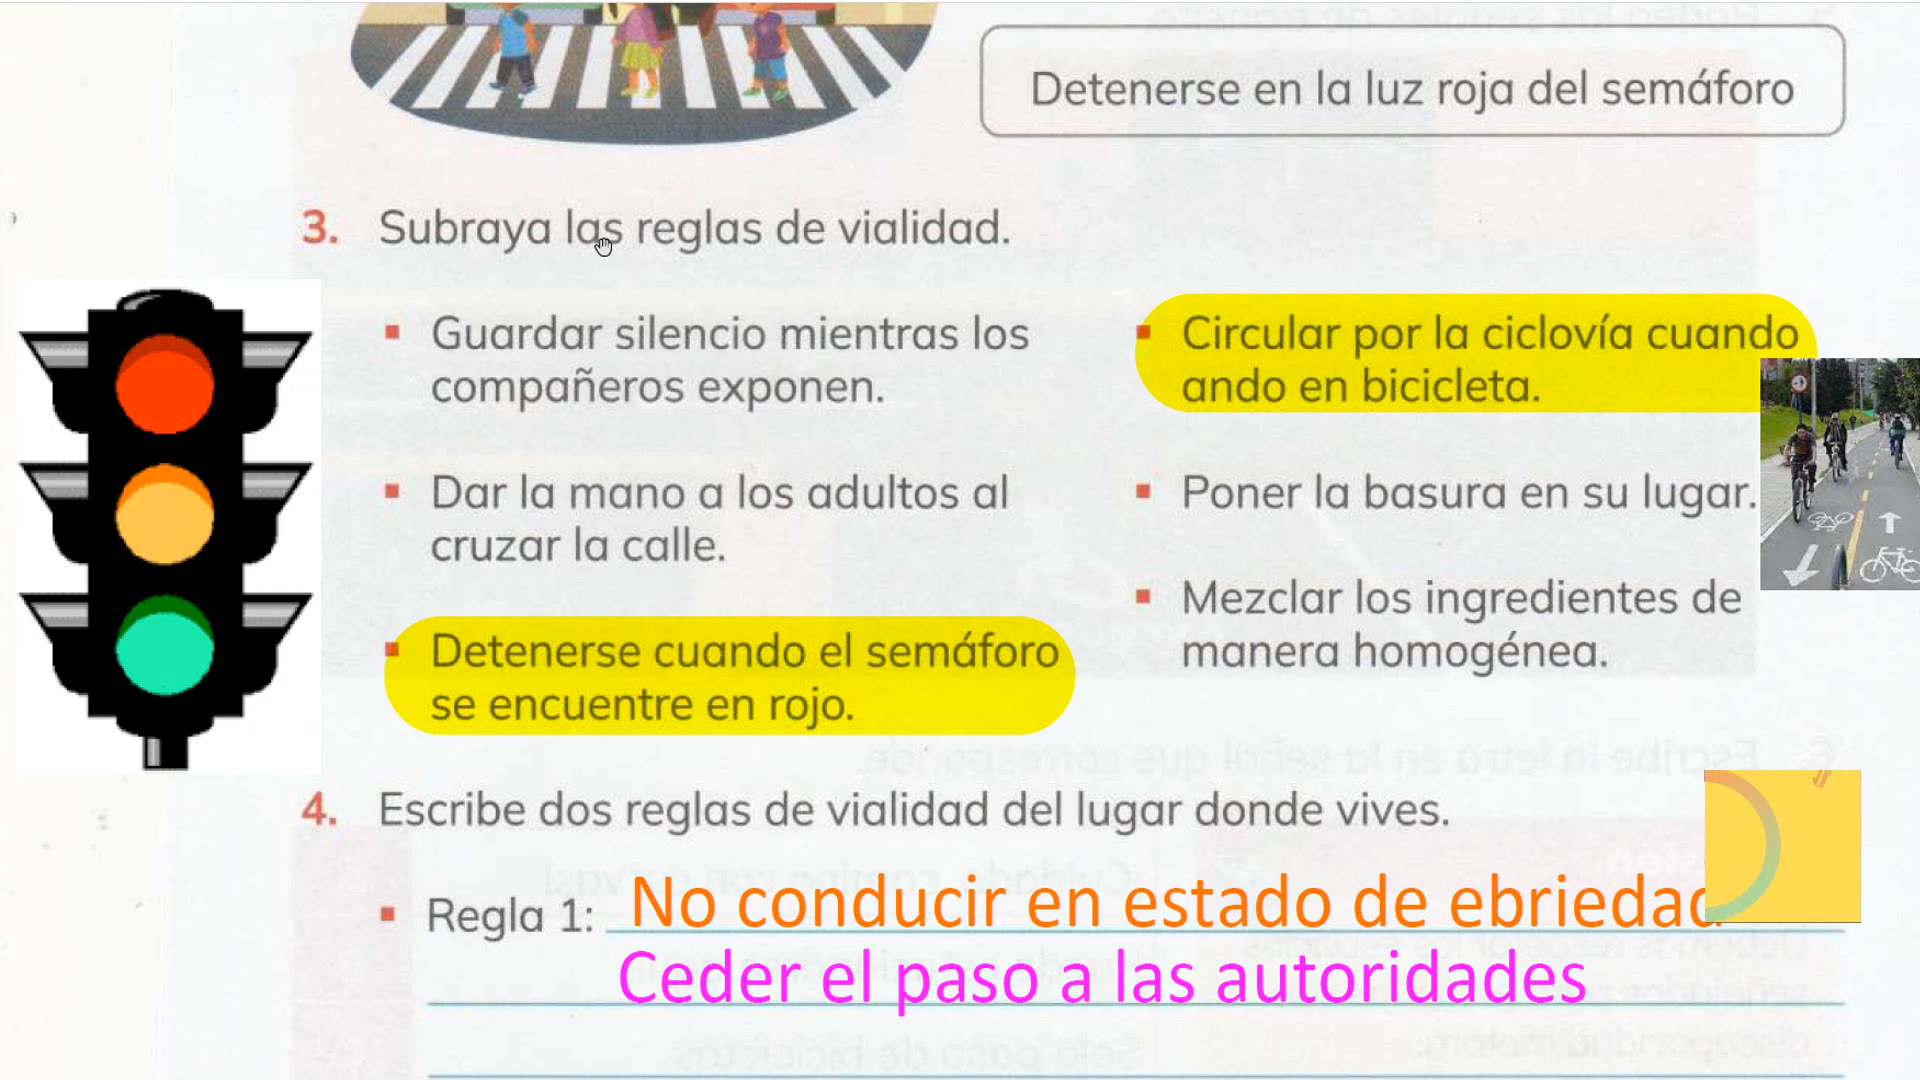 Detenerse en la luz roja del semáforo
3. Subraya las reglas de vialidad.
Guardar silencio mientras los
compañeros exponen.
Dar la mano a los adultos al
cruzar la calle.
Detenerse cuando el semáforo
se encuentre en rojo.
Circular por la ciclovía cuando
ando en bicicleta.
Poner la basura en su lugar.
Mezclar los ingredientes de
manera homogénea.
4. Escribe dos reglas de vialidad del lugar donde vives.
Regla 1: No conducir en estado de ebriedad
Ceder el paso a las autoridades